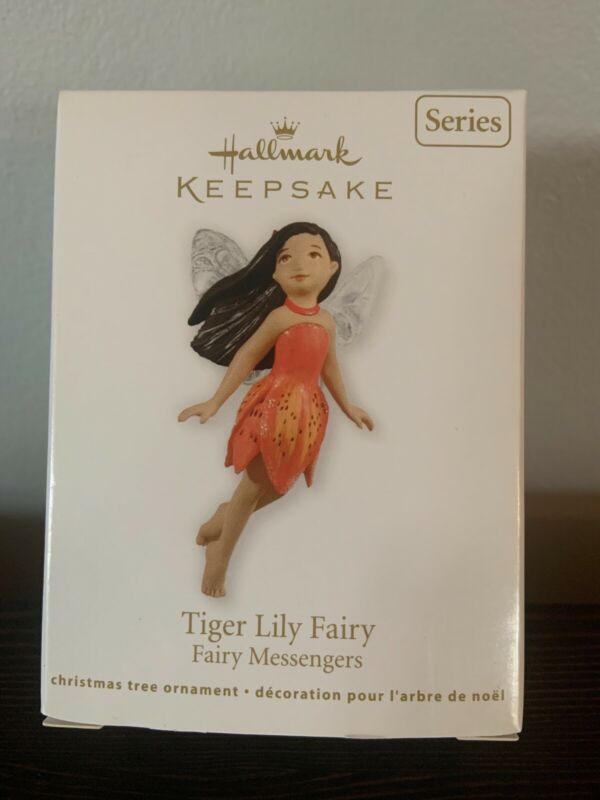 Series
Hallmark
KEEPSAKE
Tiger Lily Fairy
Fairy Messengers
christmas tree ornament • décoration pour l'arbre de noël